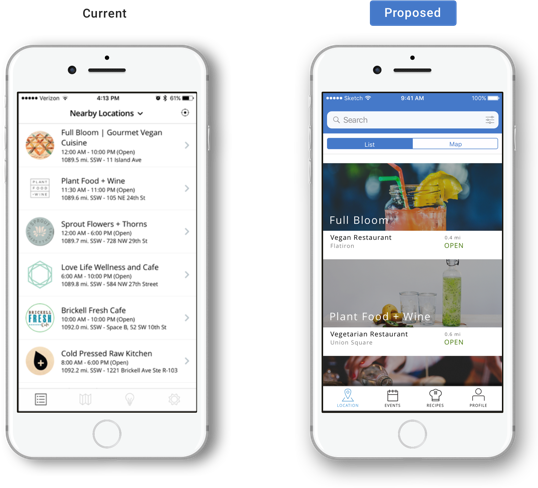 Current
Proposed
Verizon
4:13 PM
61%
Nearby Locations
Full Bloom | Gourmet Vegan
Cuisine
12:00 AM - 10:00 PM (Open)
1089.5 mi. SSW - 11 Island Ave
PLANT
FOOD
+WINE
Plant Food + Wine
11:30 AM - 11:00 PM (Open)
1089.6 mi. SSW - 105 NE 24th St
Sprout Flowers + Thorns
12:00 AM - 6:00 PM (Open)
1089.7 mi. SSW - 728 NW 29th St
Love Life Wellness and Cafe
6:00 AM - 10:00 PM (Open)
1089.8 mi. SSW - 584 NW 27th Street
BRICKELL
FRESH
Brickell Fresh Cafe
10:00 AM - 10:00 PM (Open)
1092.0 mi. SSW - Space B, 52 SW 10th St
Cold Pressed Raw Kitchen
8:00 AM - 6:00 PM (Open)
1092.2 mi. SSW - 1221 Brickell Ave Ste R-103
Sketch
9:41 AM
100%
Search
List
Map
Full Bloom
Vegan Restaurant
0.4 mi
Flatiron
OPEN
Plant Food + Wine
Vegetarian Restaurant
0.6 mi
Union Square
OPEN
LOCATION
EVENTS
RECIPES
PROFILE